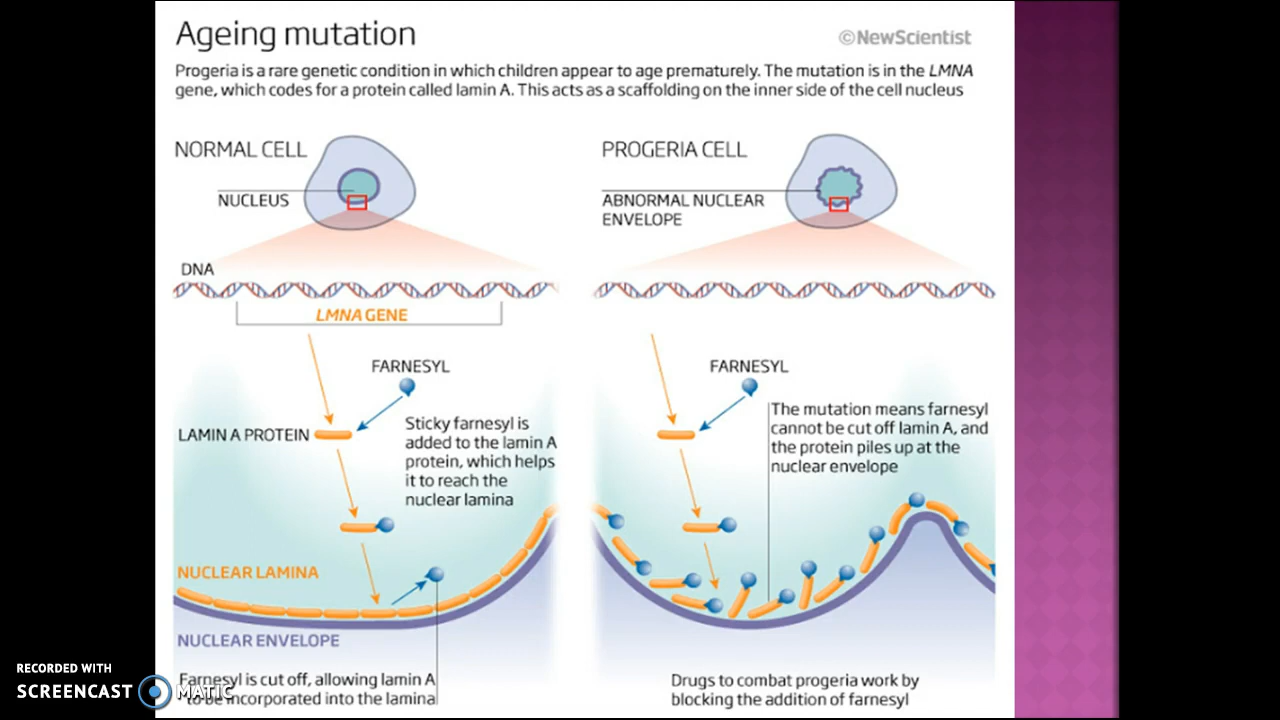 Ageing mutation
©NewScientist
Progeria is a rare genetic condition in which children appear to age prematurely. The mutation is in the LMNA
gene, which codes for a protein called lamin A. This acts as a scaffolding on the inner side of the cell nucleus
NORMAL CELL
NUCLEUS
DNA
LMNA GENE
FARNESYL
LAMIN A PROTEIN
Sticky farnesyl is
added to the lamin A
protein, which helps
it to reach the
nuclear lamina
NUCLEAR LAMINA
NUCLEAR ENVELOPE
Farnesyl is cut off, allowing lamin A
to be incorporated into the lamina
PROGERIA CELL
ABNORMAL NUCLEAR
ENVELOPE
FARNESYL
The mutation means farnesyl
cannot be cut off lamin A, and
the protein piles up at the
nuclear envelope
Drugs to combat progeria work by
blocking the addition of farnesyl
RECORDED WITH
SCREENCAST MATIC